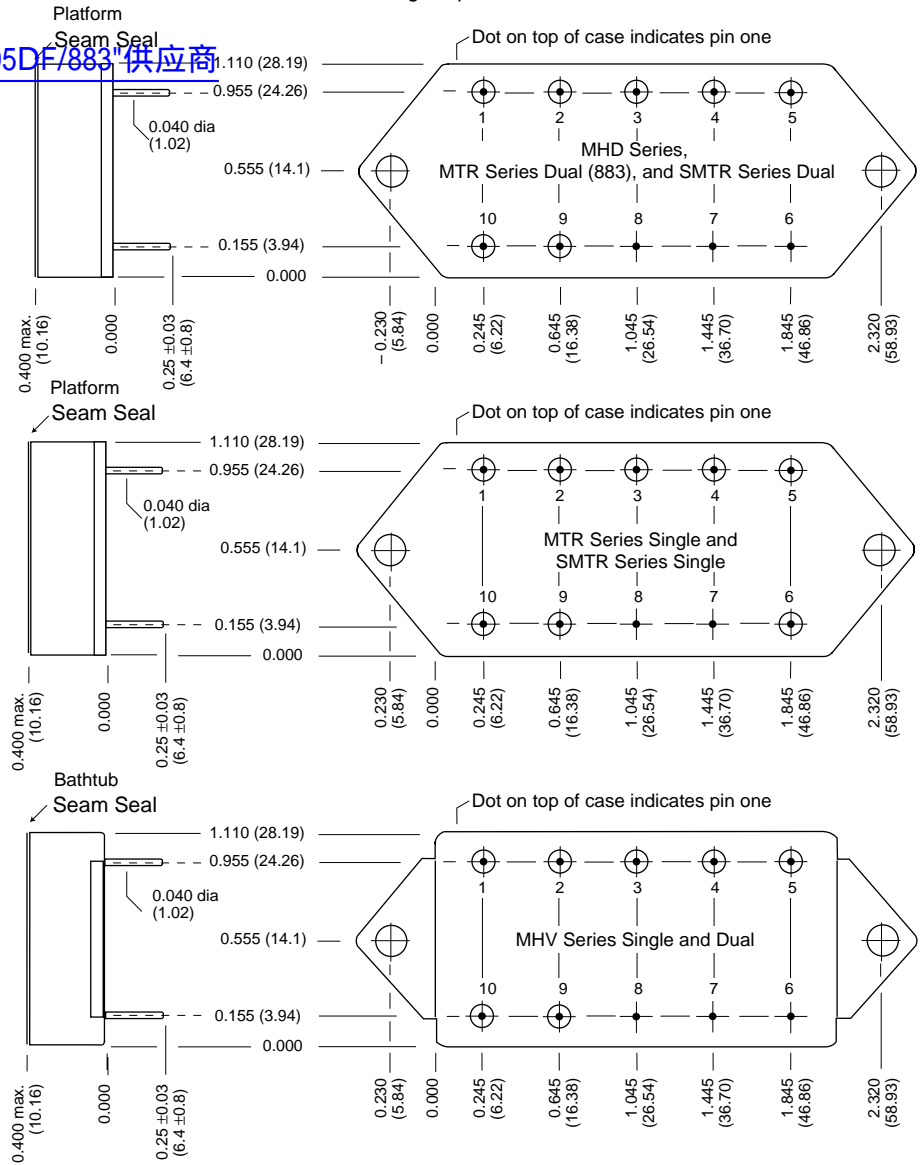 Platform
Seam Seal
5DF/883"供应商
Dot on top of case indicates pin one
1.110 (28.19)
0.955 (24.26)
0.040 dia
(1.02)
0.555 (14.1)
0.155 (3.94)
0.000
1 2 3 4 5
MHD Series,
MTR Series Dual (883), and SMTR Series Dual
10 9 8 7 6
0.400 max.
(10.16)
0.000
0.25 ±0.03
(6.4 ±0.8)
– 0.230
(5.84)
0.000
0.245
(6.22)
0.645
(16.38)
1.045
(26.54)
1.445
(36.70)
1.845
(46.86)
2.320
(58.93)
Platform
Seam Seal
Dot on top of case indicates pin one
1.110 (28.19)
0.955 (24.26)
0.040 dia
(1.02)
0.555 (14.1)
0.155 (3.94)
0.000
1 2 3 4 5
MTR Series Single and
SMTR Series Single
10 9 8 7 6
0.400 max.
(10.16)
0.000
0.25 ±0.03
(6.4 ±0.8)
0.230
(5.84)
0.000
0.245
(6.22)
0.645
(16.38)
1.045
(26.54)
1.445
(36.70)
1.845
(46.86)
2.320
(58.93)
Bathtub
Seam Seal
Dot on top of case indicates pin one
1.110 (28.19)
0.955 (24.26)
0.040 dia
(1.02)
0.555 (14.1)
0.155 (3.94)
0.000
1 2 3 4 5
MHV Series Single and Dual
10 9 8 7 6
0.400 max.
(10.16)
0.000
0.25 ±0.03
(6.4 ±0.8)
0.230
(5.84)
0.000
0.245
(6.22)
0.645
(16.38)
1.045
(26.54)
1.445
(36.70)
1.845
(46.86)
2.320
(58.93)